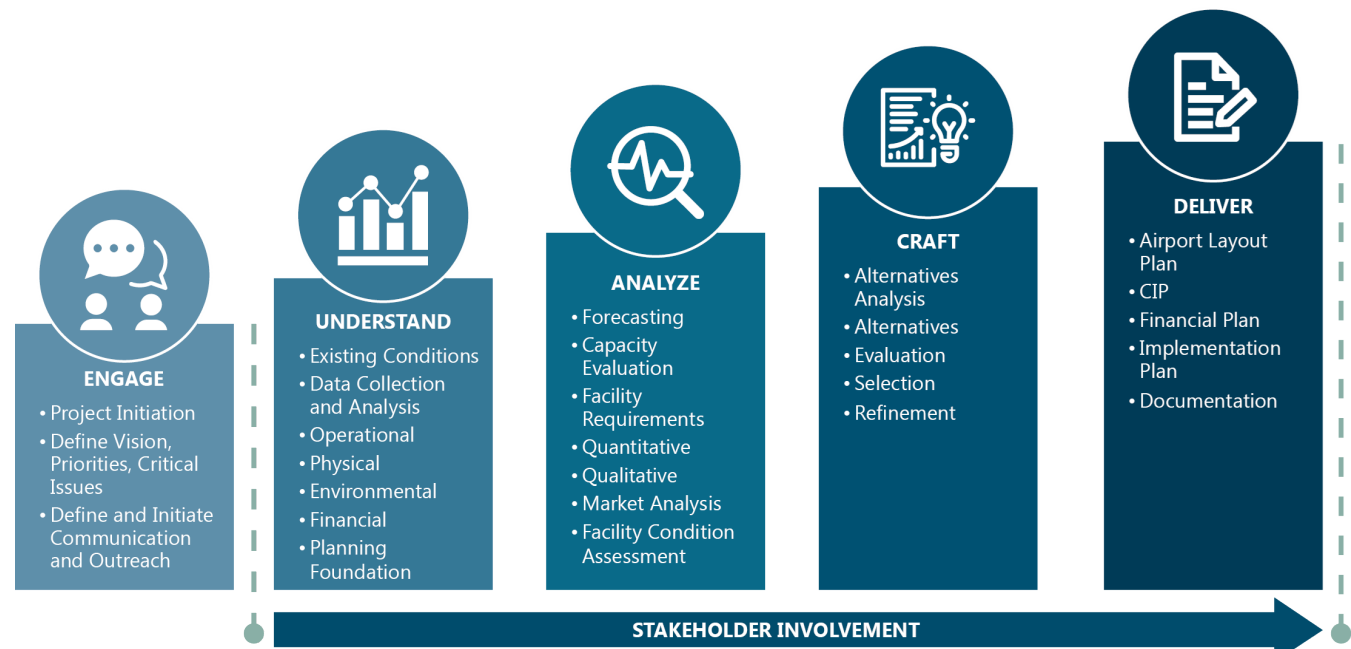 ENGAGE
• Project Initiation
• Define Vision,
Priorities, Critical
Issues
• Define and Initiate
Communication
and Outreach
UNDERSTAND
• Existing Conditions
• Data Collection
and Analysis
• Operational
• Physical
• Environmental
• Financial
• Planning
Foundation
ANALYZE
• Forecasting
• Capacity
Evaluation
• Facility
Requirements
• Quantitative
• Qualitative
• Market Analysis
• Facility Condition
Assessment
CRAFT
• Alternatives
Analysis
• Alternatives
• Evaluation
• Selection
• Refinement
DELIVER
• Airport Layout
Plan
• CIP
• Financial Plan
• Implementation
Plan
• Documentation
STAKEHOLDER INVOLVEMENT